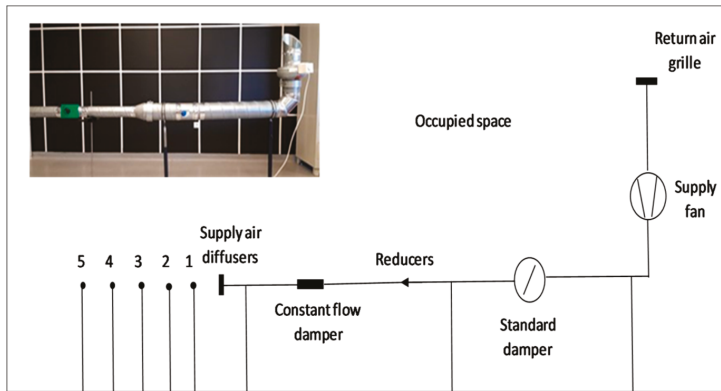 Return air
grille
Occupied space
Supply
fan
Supply air
diffusers
5 4 3 2 1
Reducers
Constant flow
damper
Standard
damper